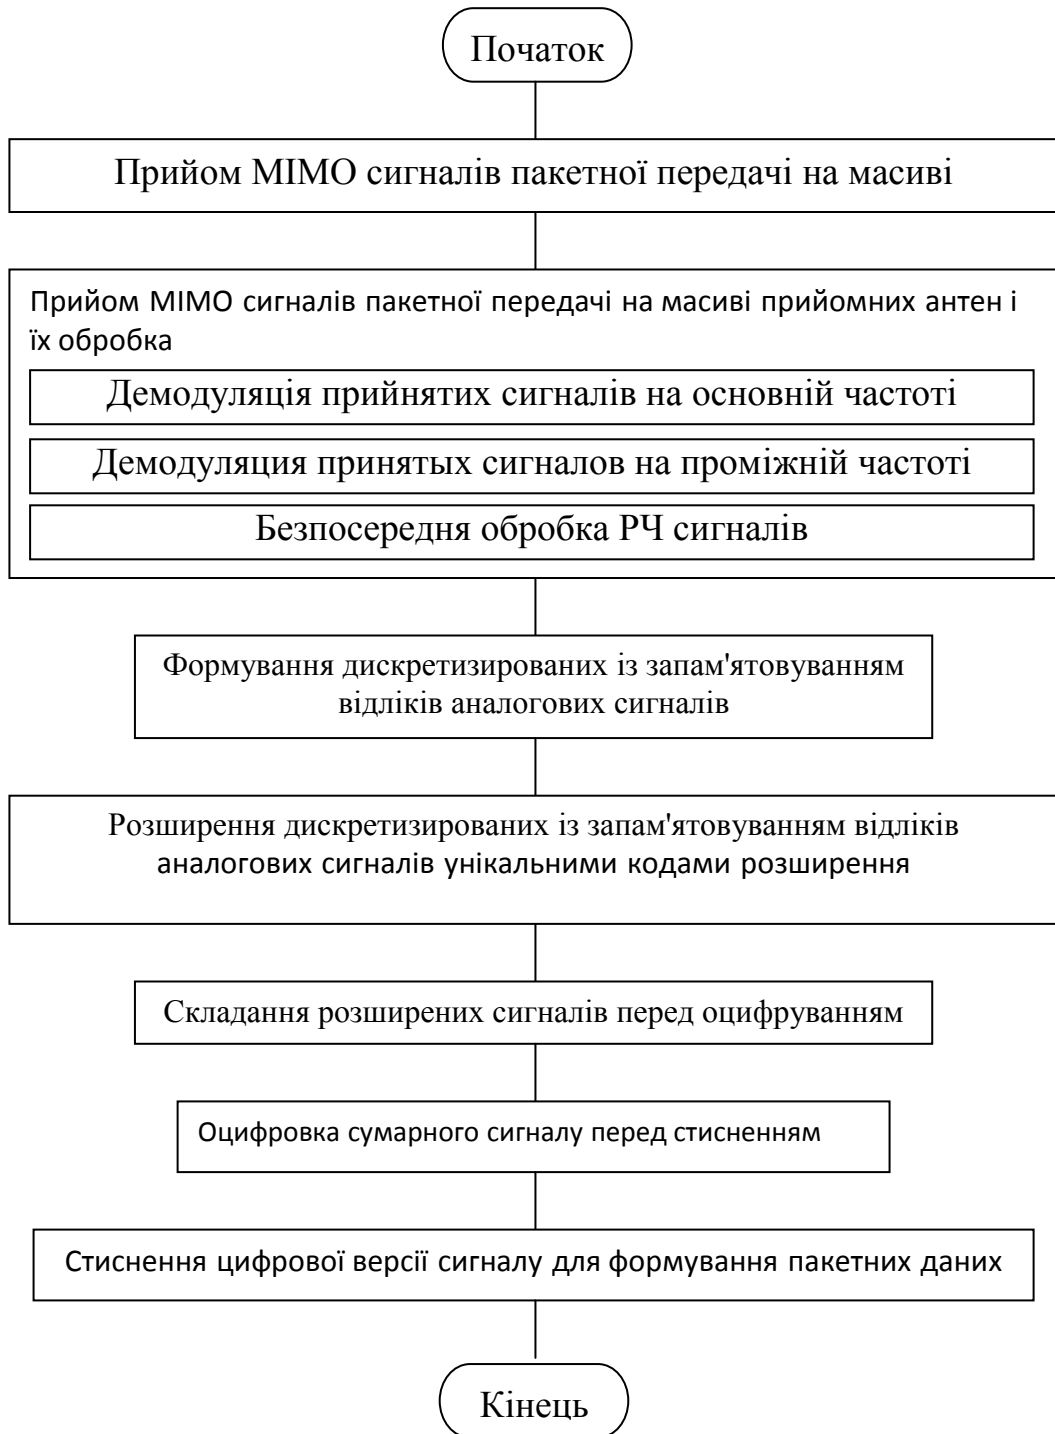 Початок
Прийом MIMO сигналів пакетної передачі на масиві
Прийом MIMO сигналів пакетної передачі на масиві прийомних антен і
їх обробка
Демодуляція прийнятих сигналів на основній частоті
Демодуляция принятых сигналов на проміжній частоті
Безпосередня обробка РЧ сигналів
Формування дискретизированих із запам'ятовуванням
відліків аналогових сигналів
Розширення дискретизированих із запам'ятовуванням відліків
аналогових сигналів унікальними кодами розширення
Складання розширених сигналів перед оцифруванням
Оцифровка сумарного сигналу перед стисненням
Стиснення цифрової версії сигналу для формування пакетних даних
Кінець